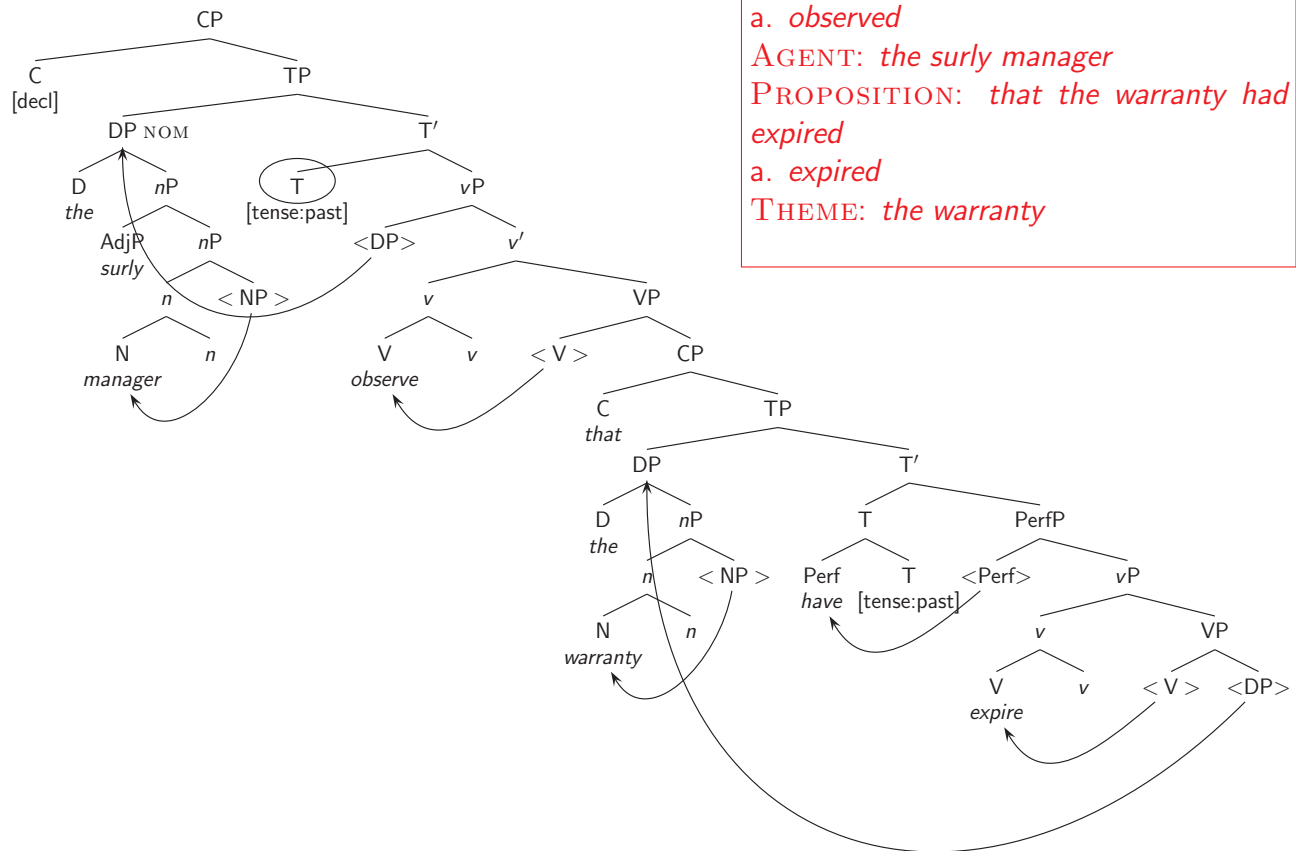 CP
C TP
[decl]
DP NOM T′
D nP T vP
the [tense:past]
AdjP nP <DP> v′
surly
n < NP > v VP
N n V v < V > CP
manager observe
C TP
that
DP T′
D nP T PerfP
the
n < NP > Perf T <Perf> vP
have [tense:past]
N n v VP
warranty
V v < V > <DP>
expire
a. observed
AGENT: the surly manager
PROPOSITION: that the warranty had
expired
a. expired
THEME: the warranty